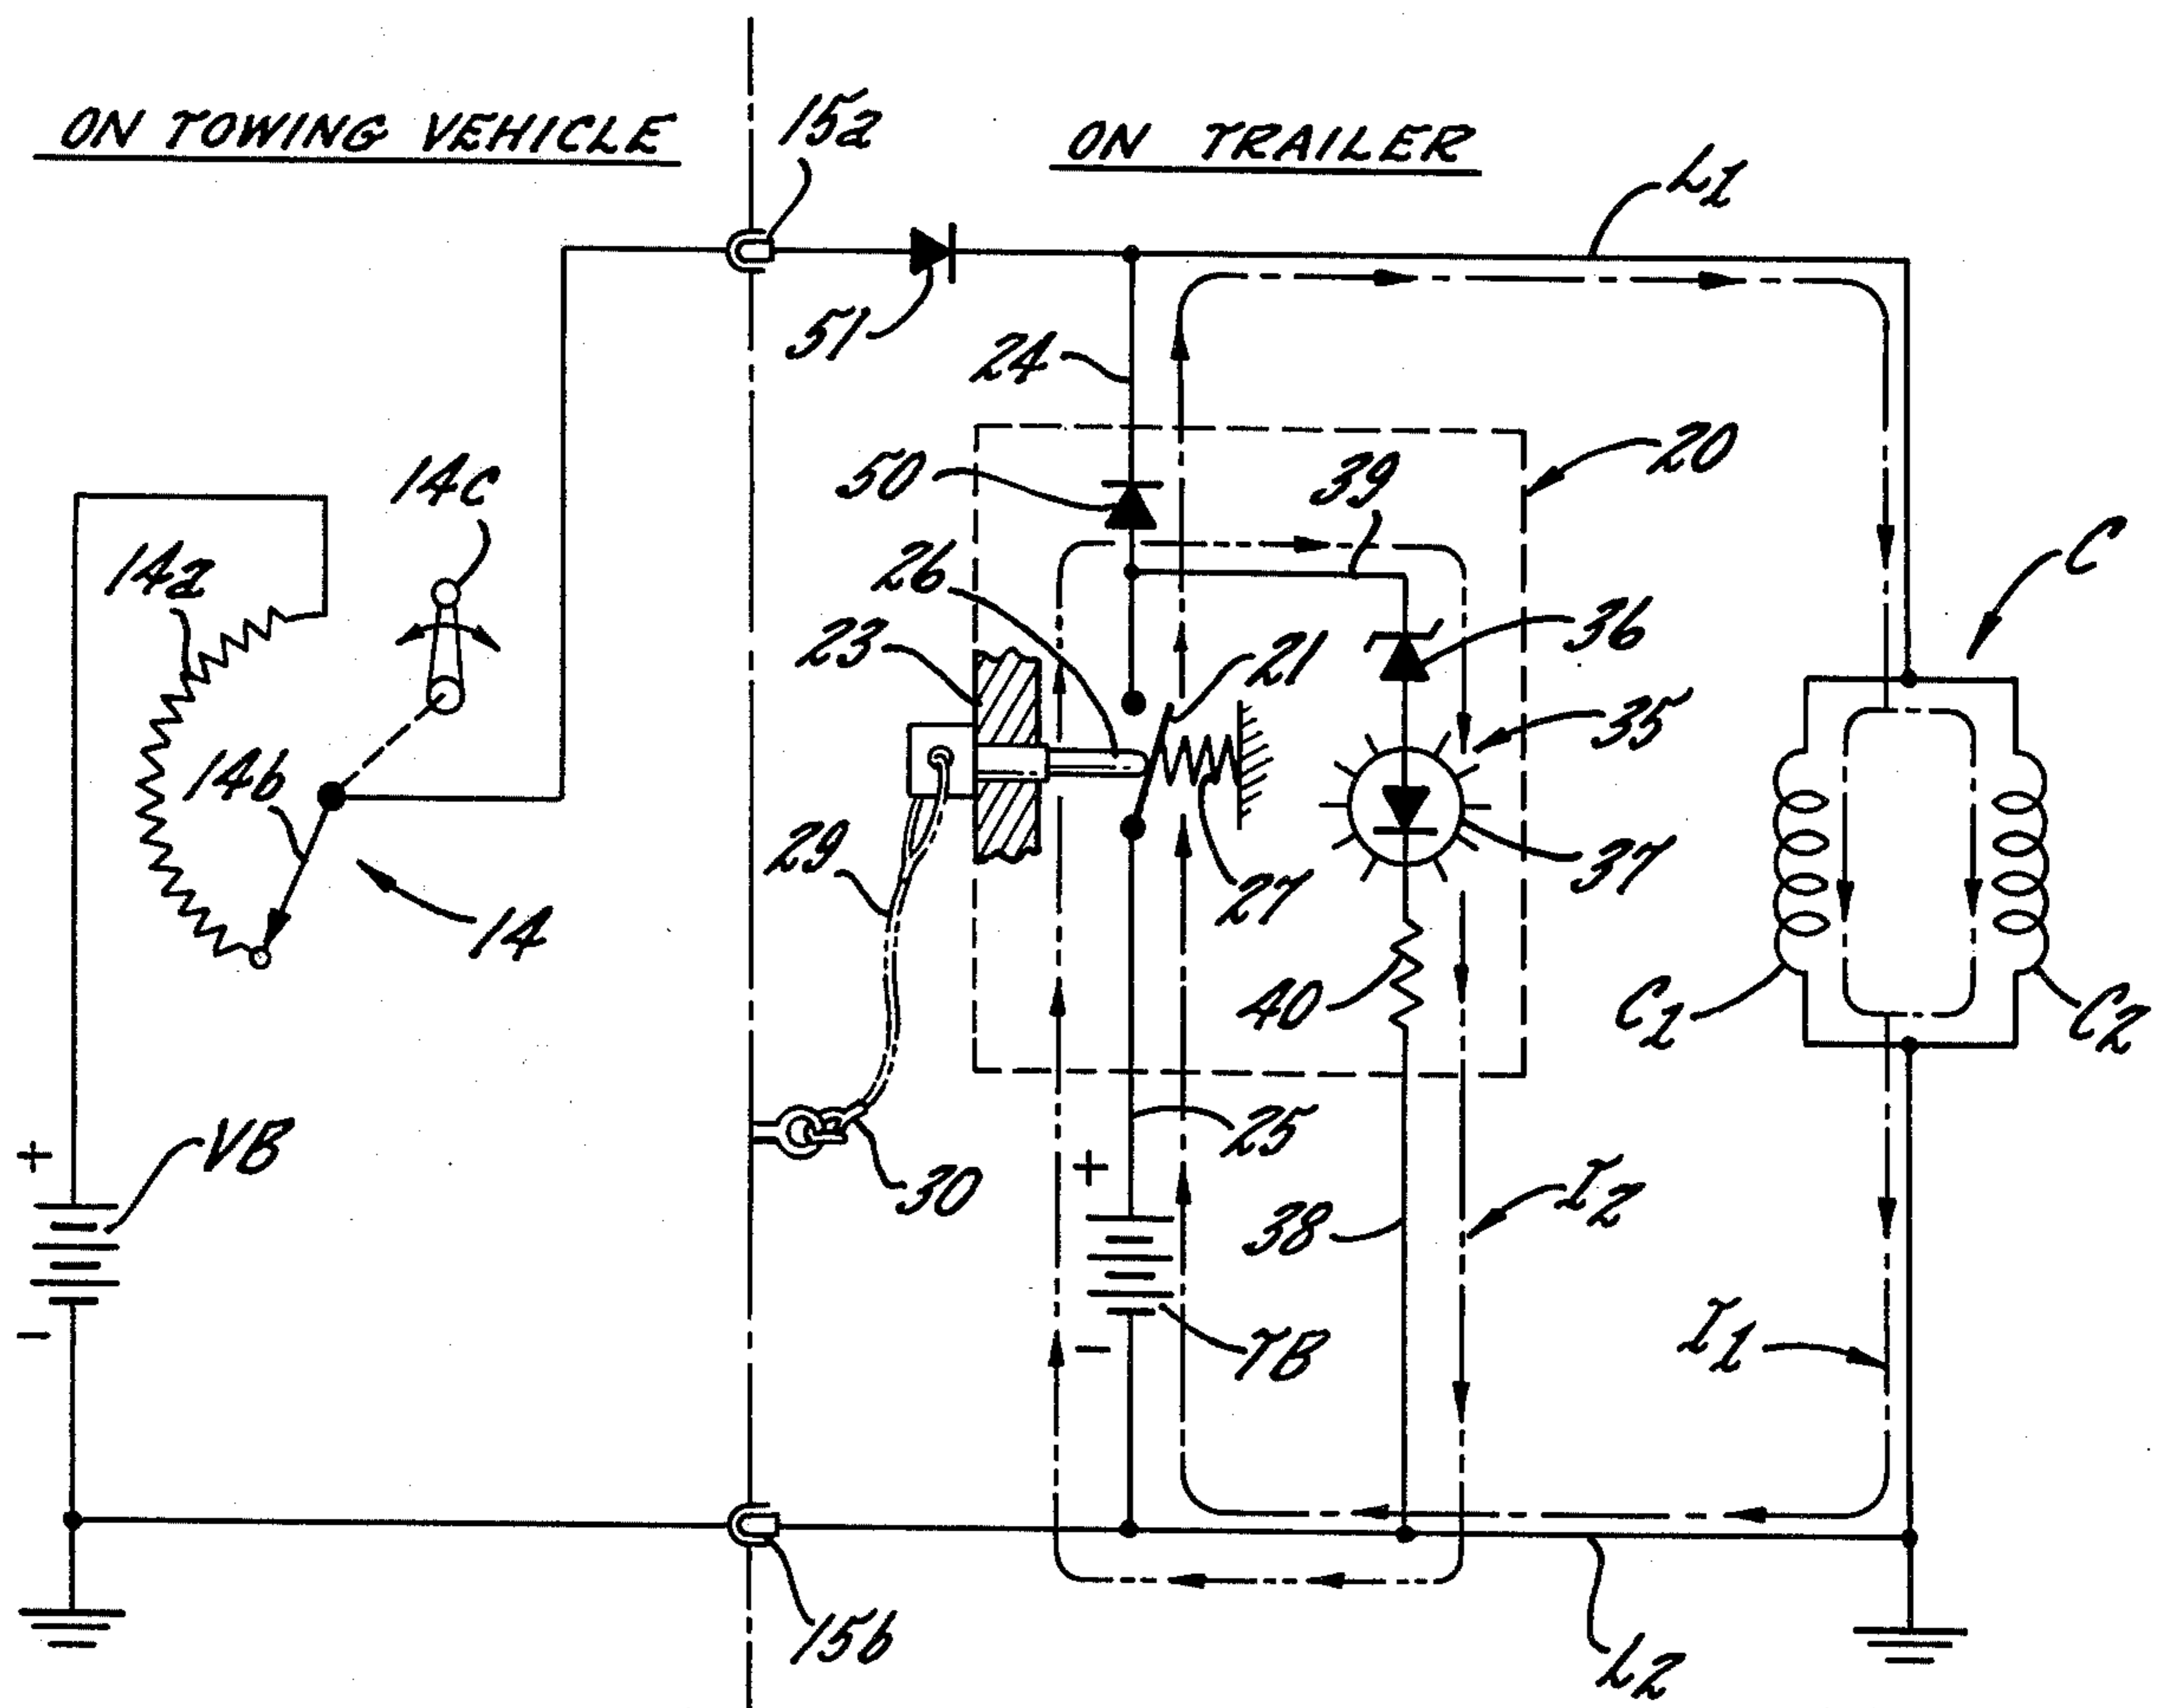 ON TOWING VEHICLE
15a
ON TRAILER
L1
51
24
20
50
39
14c
14a
26
C
23
21
36
35
14b
29
27
37
14
40
C1
C2
+
VB
25
+
30
I2
38
I1
−
−
TB
15b
L2